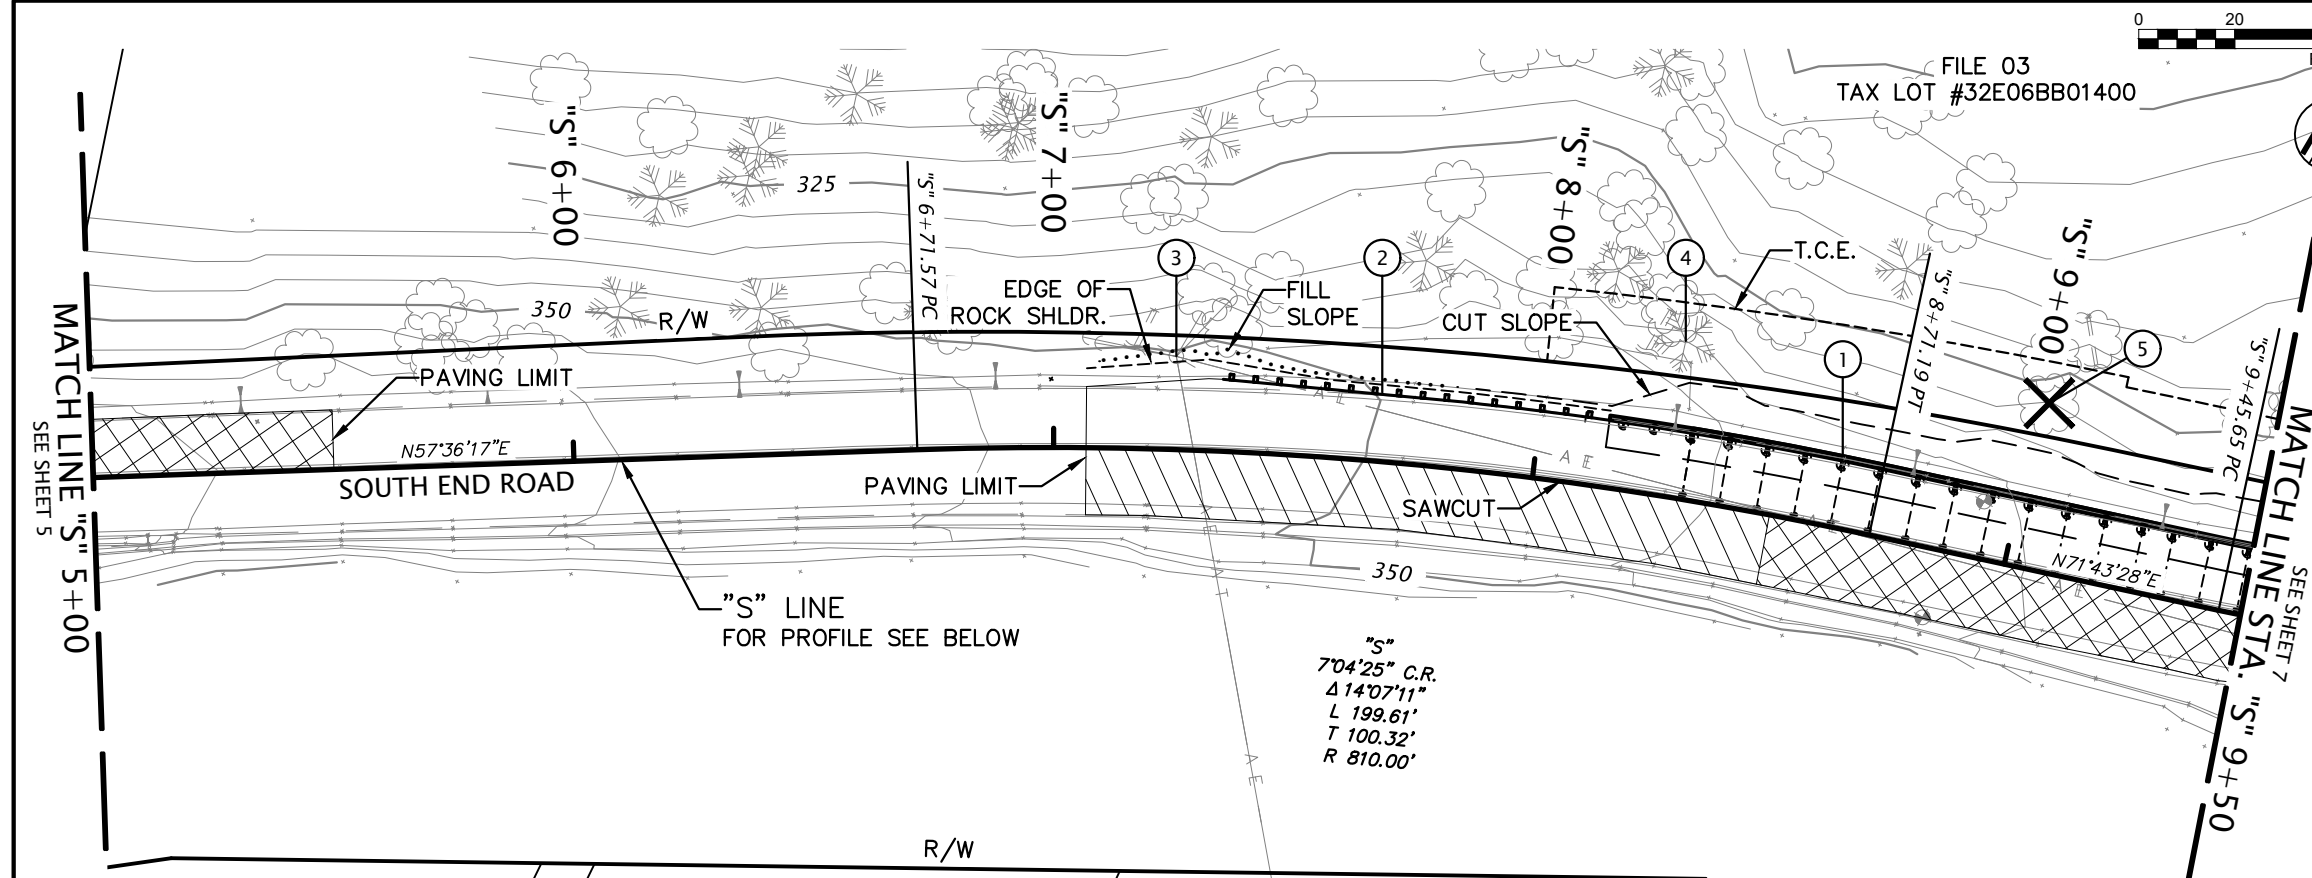 0 20
FILE 03
TAX LOT #32E06BB01400
"S" 6+00
"S" 7+00
"S" 8+00
"S" 9+00
325
"S" 6+71.57 PC
3
2
4
T.C.E.
"S" 8+71.19 PT
EDGE OF
ROCK SHLDR.
FILL
SLOPE
CUT SLOPE
1
5
"S" 9+45.65 PC
350
R/W
MATCH LINE "S" 5+00
SEE SHEET 5
PAVING LIMIT
N57°36'17"E
SOUTH END ROAD
PAVING LIMIT
SAWCUT
A E
A E
A E
N71°43'28"E
350
"S" LINE
FOR PROFILE SEE BELOW
"S"
7°04'25" C.R.
Δ 14°07'11"
L 199.61'
T 100.32'
R 810.00'
A E
MATCH LINE STA. "S" 9+50
SEE SHEET 7
R/W